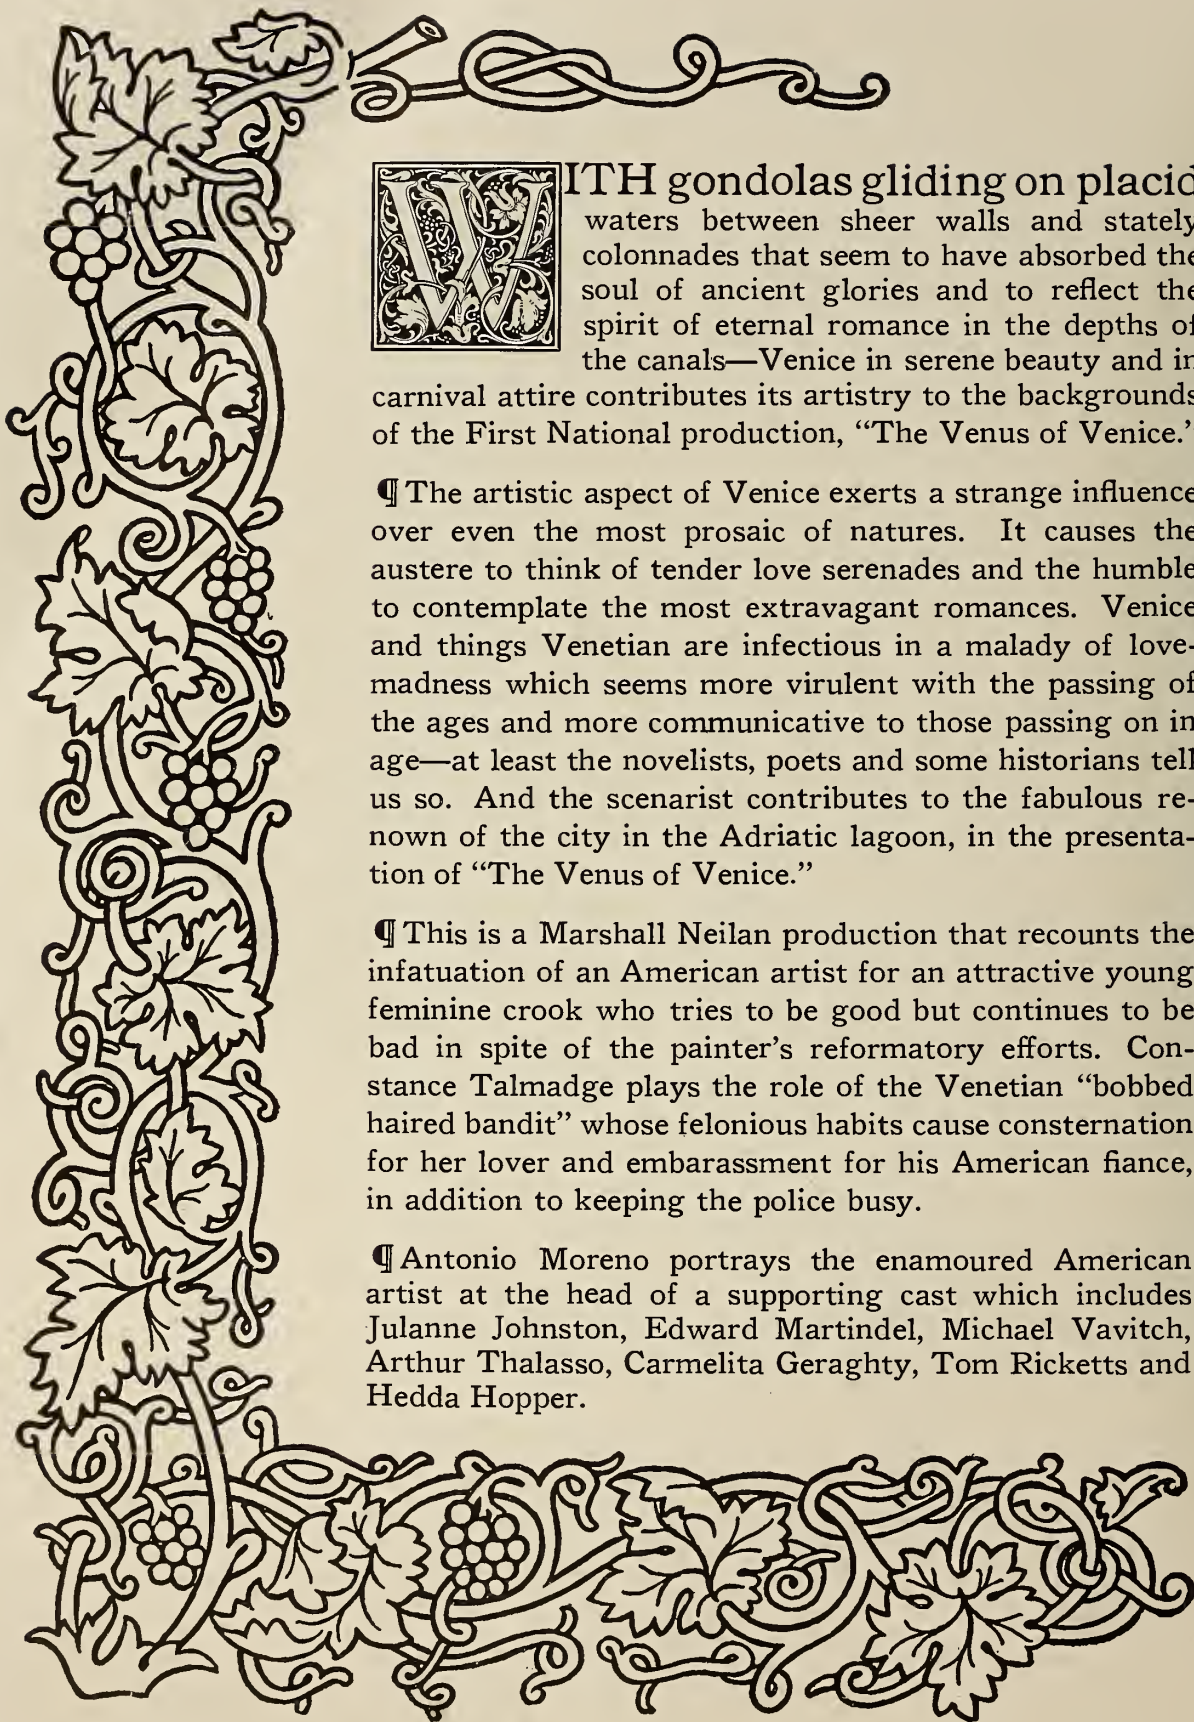 WITH gondolas gliding on placid
waters between sheer walls and stately
colonnades that seem to have absorbed the
soul of ancient glories and to reflect the
spirit of eternal romance in the depths of
the canals—Venice in serene beauty and in
carnival attire contributes its artistry to the backgrounds
of the First National production, “The Venus of Venice.’
¶ The artistic aspect of Venice exerts a strange influence
over even the most prosaic of natures. It causes the
austere to think of tender love serenades and the humble
to contemplate the most extravagant romances. Venice
and things Venetian are infectious in a malady of love-
madness which seems more virulent with the passing of
the ages and more communicative to those passing on in
age—at least the novelists, poets and some historians tell
us so. And the scenarist contributes to the fabulous re-
nown of the city in the Adriatic lagoon, in the presenta-
tion of “The Venus of Venice.”
¶ This is a Marshall Neilan production that recounts the
infatuation of an American artist for an attractive young
feminine crook who tries to be good but continues to be
bad in spite of the painter’s reformatory efforts. Con-
stance Talmadge plays the role of the Venetian “bobbed
haired bandit” whose felonious habits cause consternation
for her lover and embarassment for his American fiance,
in addition to keeping the police busy.
¶ Antonio Moreno portrays the enamoured American
artist at the head of a supporting cast which includes
Julanne Johnston, Edward Martindel, Michael Vavitch,
Arthur Thalasso, Carmelita Geraghty, Tom Ricketts and
Hedda Hopper.